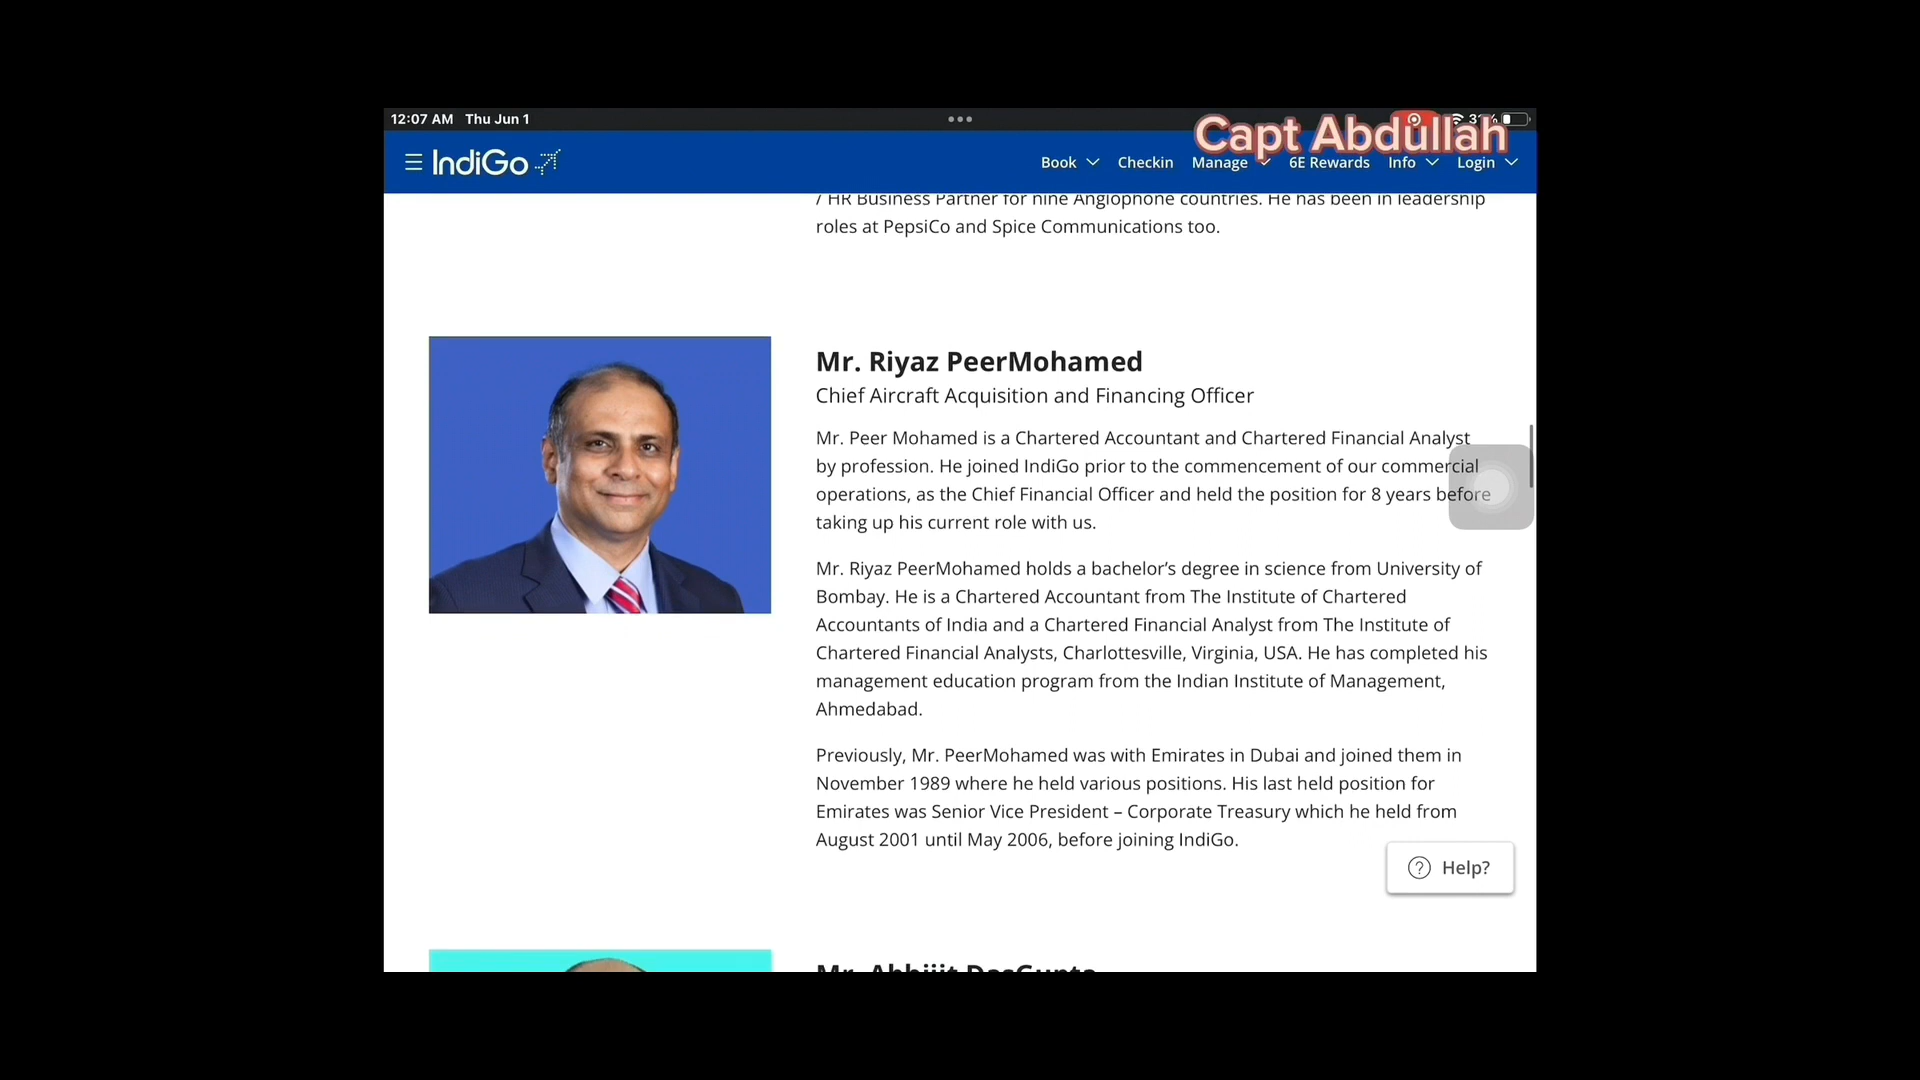 12:07 AM Thu Jun 1
Capt Abdullah
IndiGo
Book Checkin Manage 6E Rewards Info Login
/ HR Business Partner for nine Anglophone countries. He has been in leadership
roles at PepsiCo and Spice Communications too.
Mr. Riyaz PeerMohamed
Chief Aircraft Acquisition and Financing Officer
Mr. Peer Mohamed is a Chartered Accountant and Chartered Financial Analyst
by profession. He joined IndiGo prior to the commencement of our commercial
operations, as the Chief Financial Officer and held the position for 8 years before
taking up his current role with us.
Mr. Riyaz PeerMohamed holds a bachelor’s degree in science from University of
Bombay. He is a Chartered Accountant from The Institute of Chartered
Accountants of India and a Chartered Financial Analyst from The Institute of
Chartered Financial Analysts, Charlottesville, Virginia, USA. He has completed his
management education program from the Indian Institute of Management,
Ahmedabad.
Previously, Mr. PeerMohamed was with Emirates in Dubai and joined them in
November 1989 where he held various positions. His last held position for
Emirates was Senior Vice President – Corporate Treasury which he held from
August 2001 until May 2006, before joining IndiGo.
Help?
Mr. Abhijit DasGupta